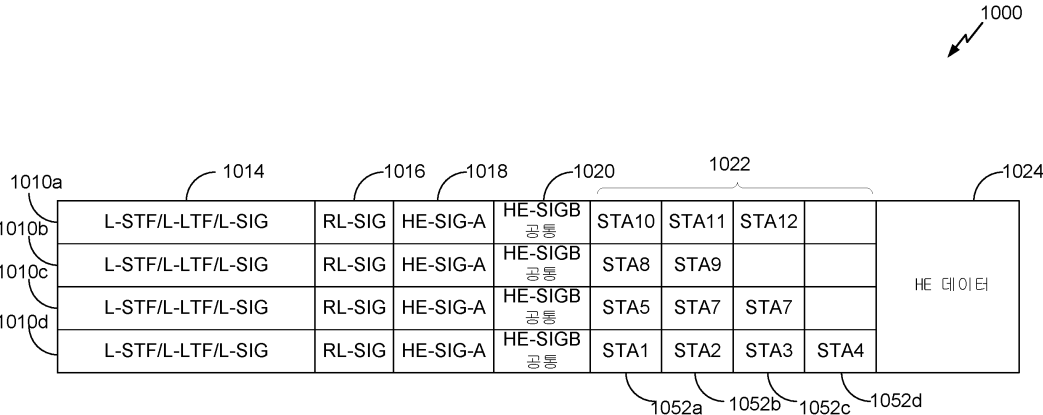 1000
1014
1016
1018
1020
1022
1024
1010a
L-STF/L-LTF/L-SIG RL-SIG HE-SIG-A HE-SIGB 공통 STA10 STA11 STA12
1010b
L-STF/L-LTF/L-SIG RL-SIG HE-SIG-A HE-SIGB 공통 STA8 STA9
1010c
L-STF/L-LTF/L-SIG RL-SIG HE-SIG-A HE-SIGB 공통 STA5 STA7 STA7
1010d
L-STF/L-LTF/L-SIG RL-SIG HE-SIG-A HE-SIGB 공통 STA1 STA2 STA3 STA4
HE 데이터
1052a
1052b
1052c
1052d